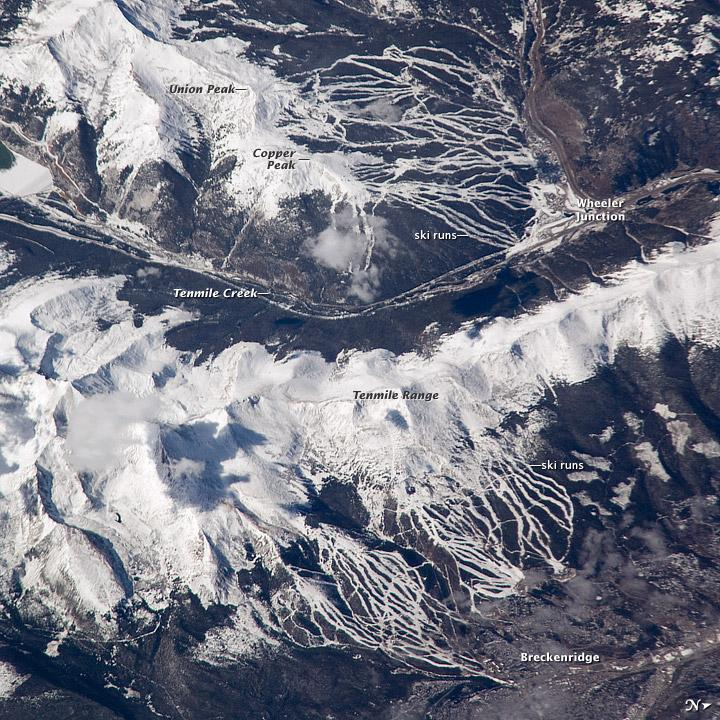 Union Peak
Copper
Peak
Wheeler
Junction
ski runs
Tenmile Creek
Tenmile Range
ski runs
Breckenridge
N